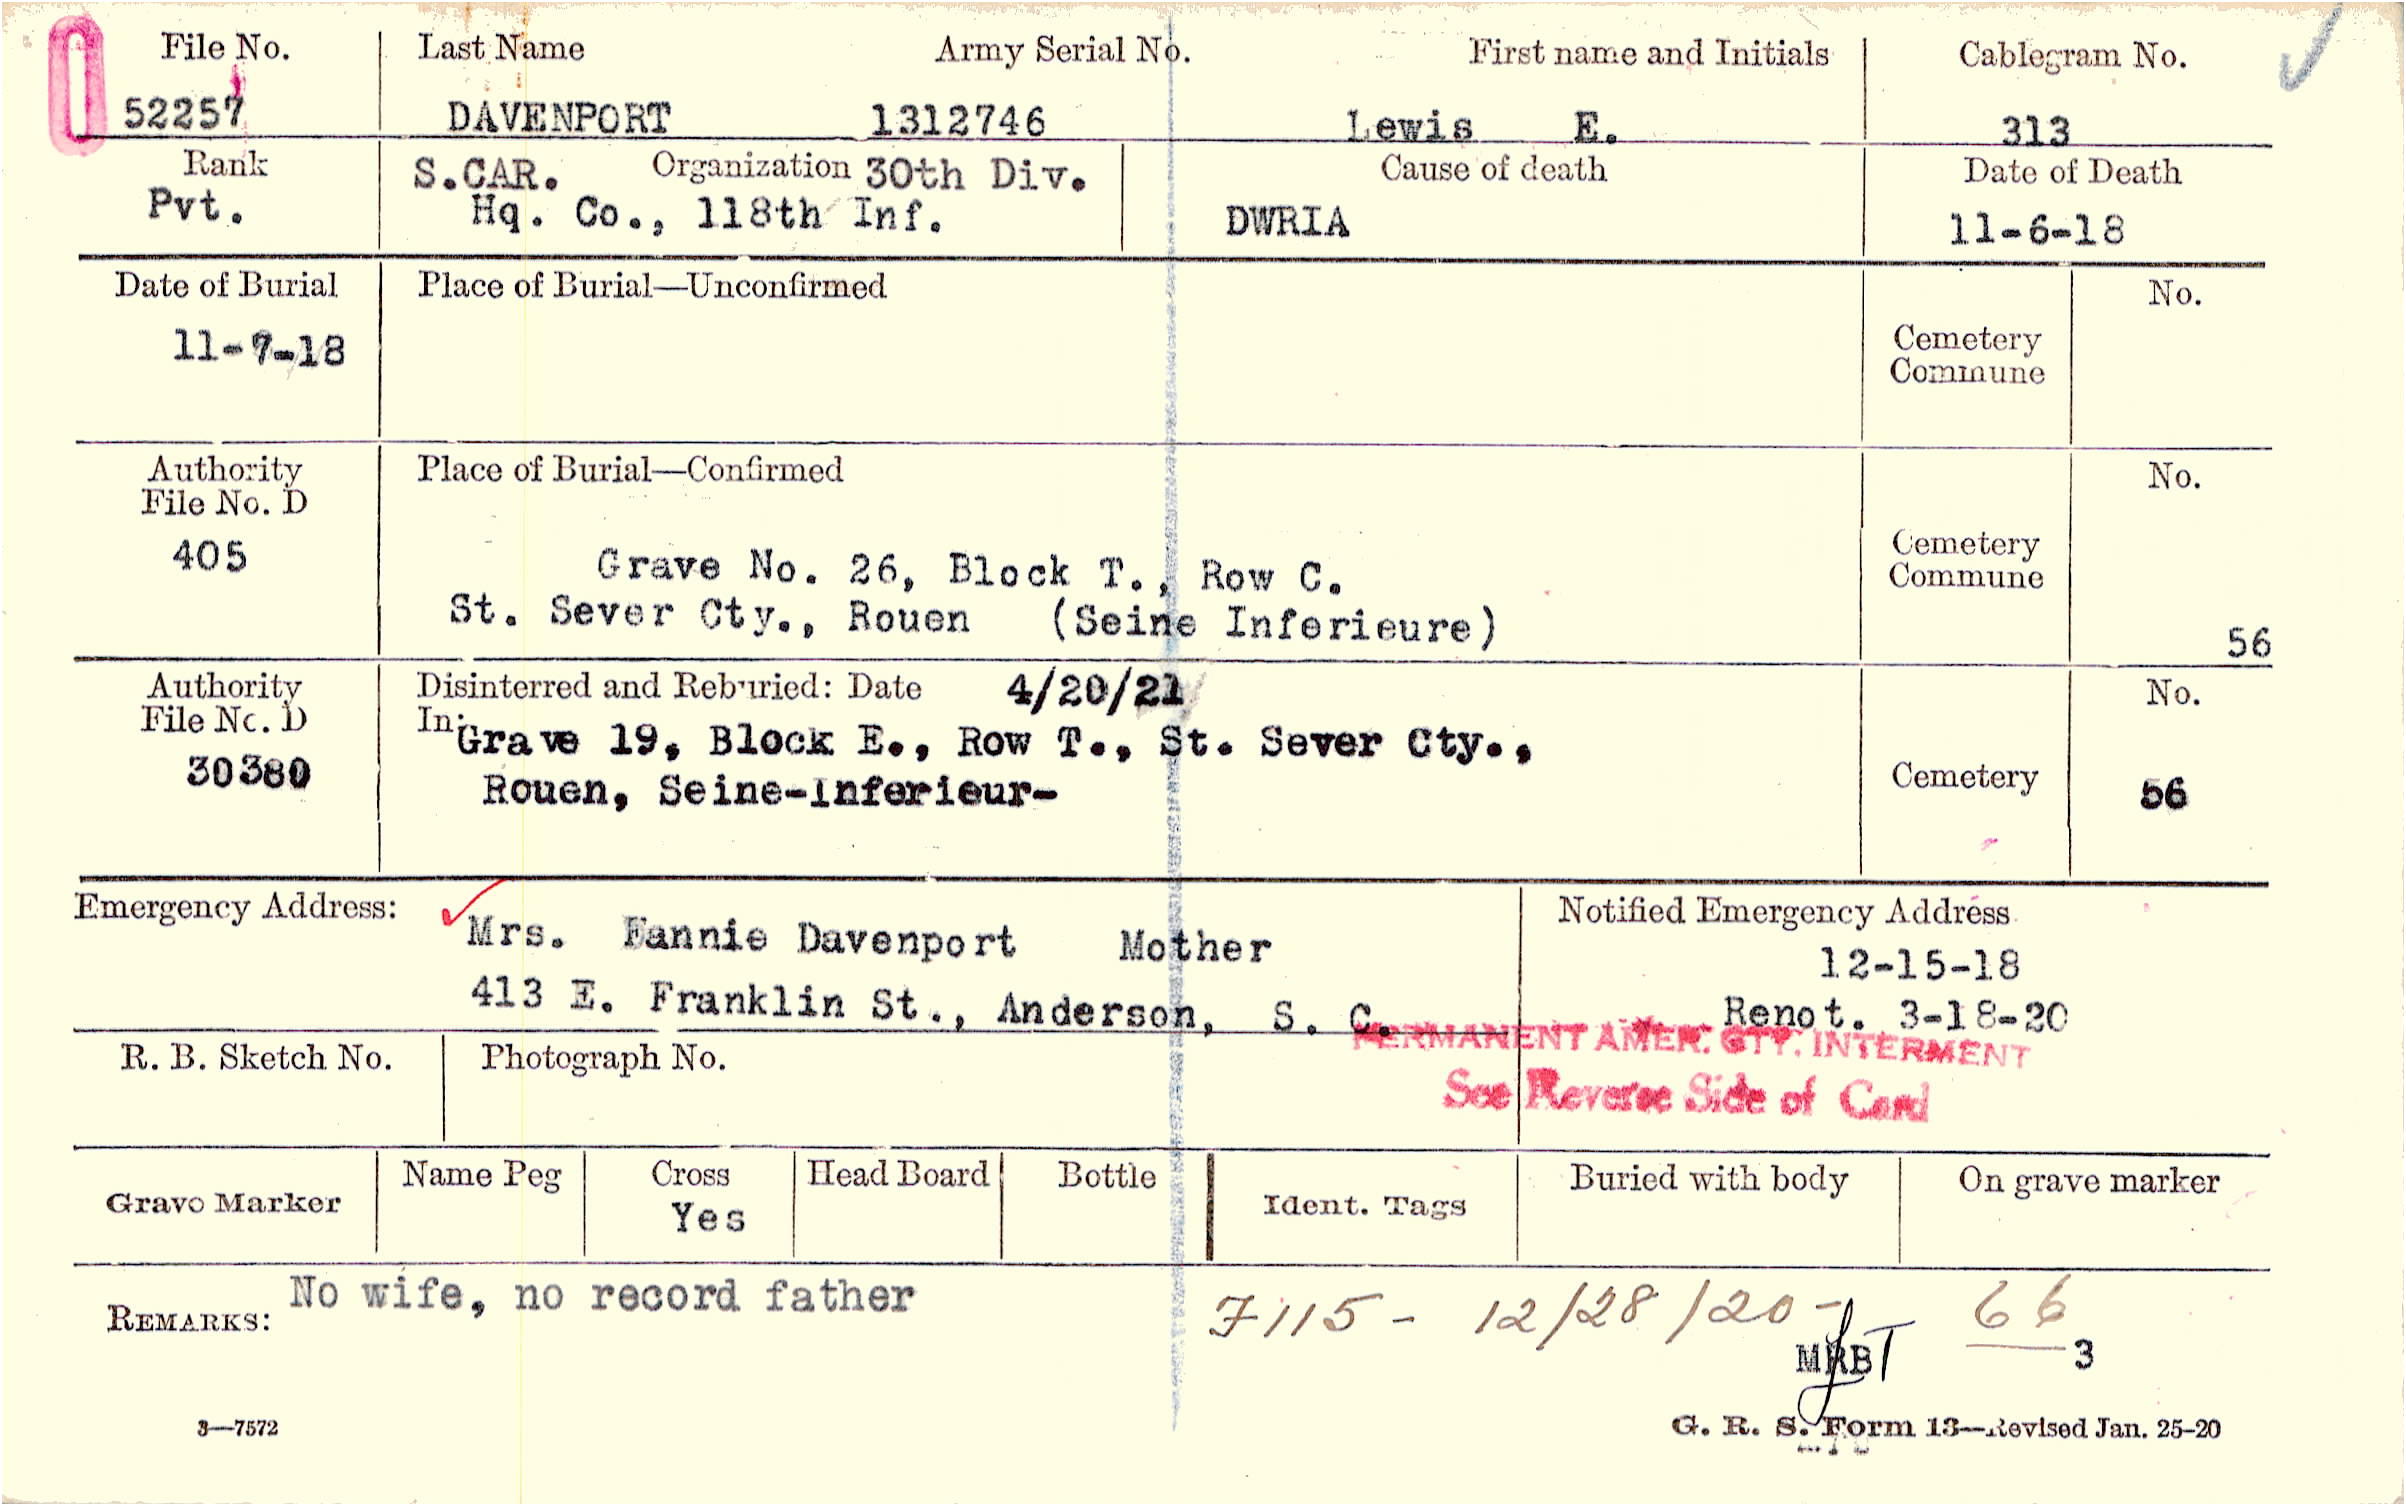 File No. Last Name Army Serial No. First name and Initials Cablegram No.
52257 DAVENPORT 1312746 Lewis E. 313
Rank S.CAR. Organization 30th Div. Cause of death Date of Death
Pvt. Hq. Co., 118th Inf. DWRIA 11-6-18
Date of Burial Place of Burial—Unconfirmed No.
11-7-18 Cemetery
Commune
Authority Place of Burial—Confirmed No.
File No. D
405 Cemetery
Grave No. 26, Block T., Row C. Commune
St. Sever Cty., Rouen (Seine Inferieure) 56
Authority Disinterred and Reburied: Date 4/20/21 No.
File No. D In: Grave 19, Block E., Row T., St. Sever Cty.,
30380 Rouen, Seine-Inferieur- Cemetery 56
Emergency Address: Mrs. Fannie Davenport Mother Notified Emergency Address
12-15-18
413 E. Franklin St., Anderson, S. C. Renot. 3-18-20
PERMANENT AMER. CTY. INTERMENT
R. B. Sketch No. Photograph No.
See Reverse Side of Card
Grave Marker Name Peg Cross Head Board Bottle Ident. Tags Buried with body On grave marker
Yes
REMARKS: No wife, no record father
F115 - 12/28/20- 66
MRB 3
3—7572 G. R. S. Form 13—Revised Jan. 25-20